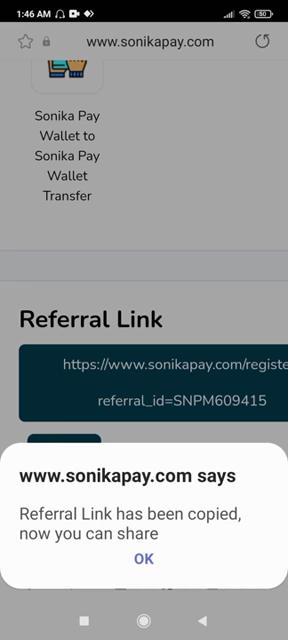 1:46 AM
50
www.sonikapay.com
Sonika Pay
Wallet to
Sonika Pay
Wallet
Transfer
Referral Link
https://www.sonikapay.com/registe
referral_id=SNPM609415
www.sonikapay.com says
Referral Link has been copied,
now you can share
OK